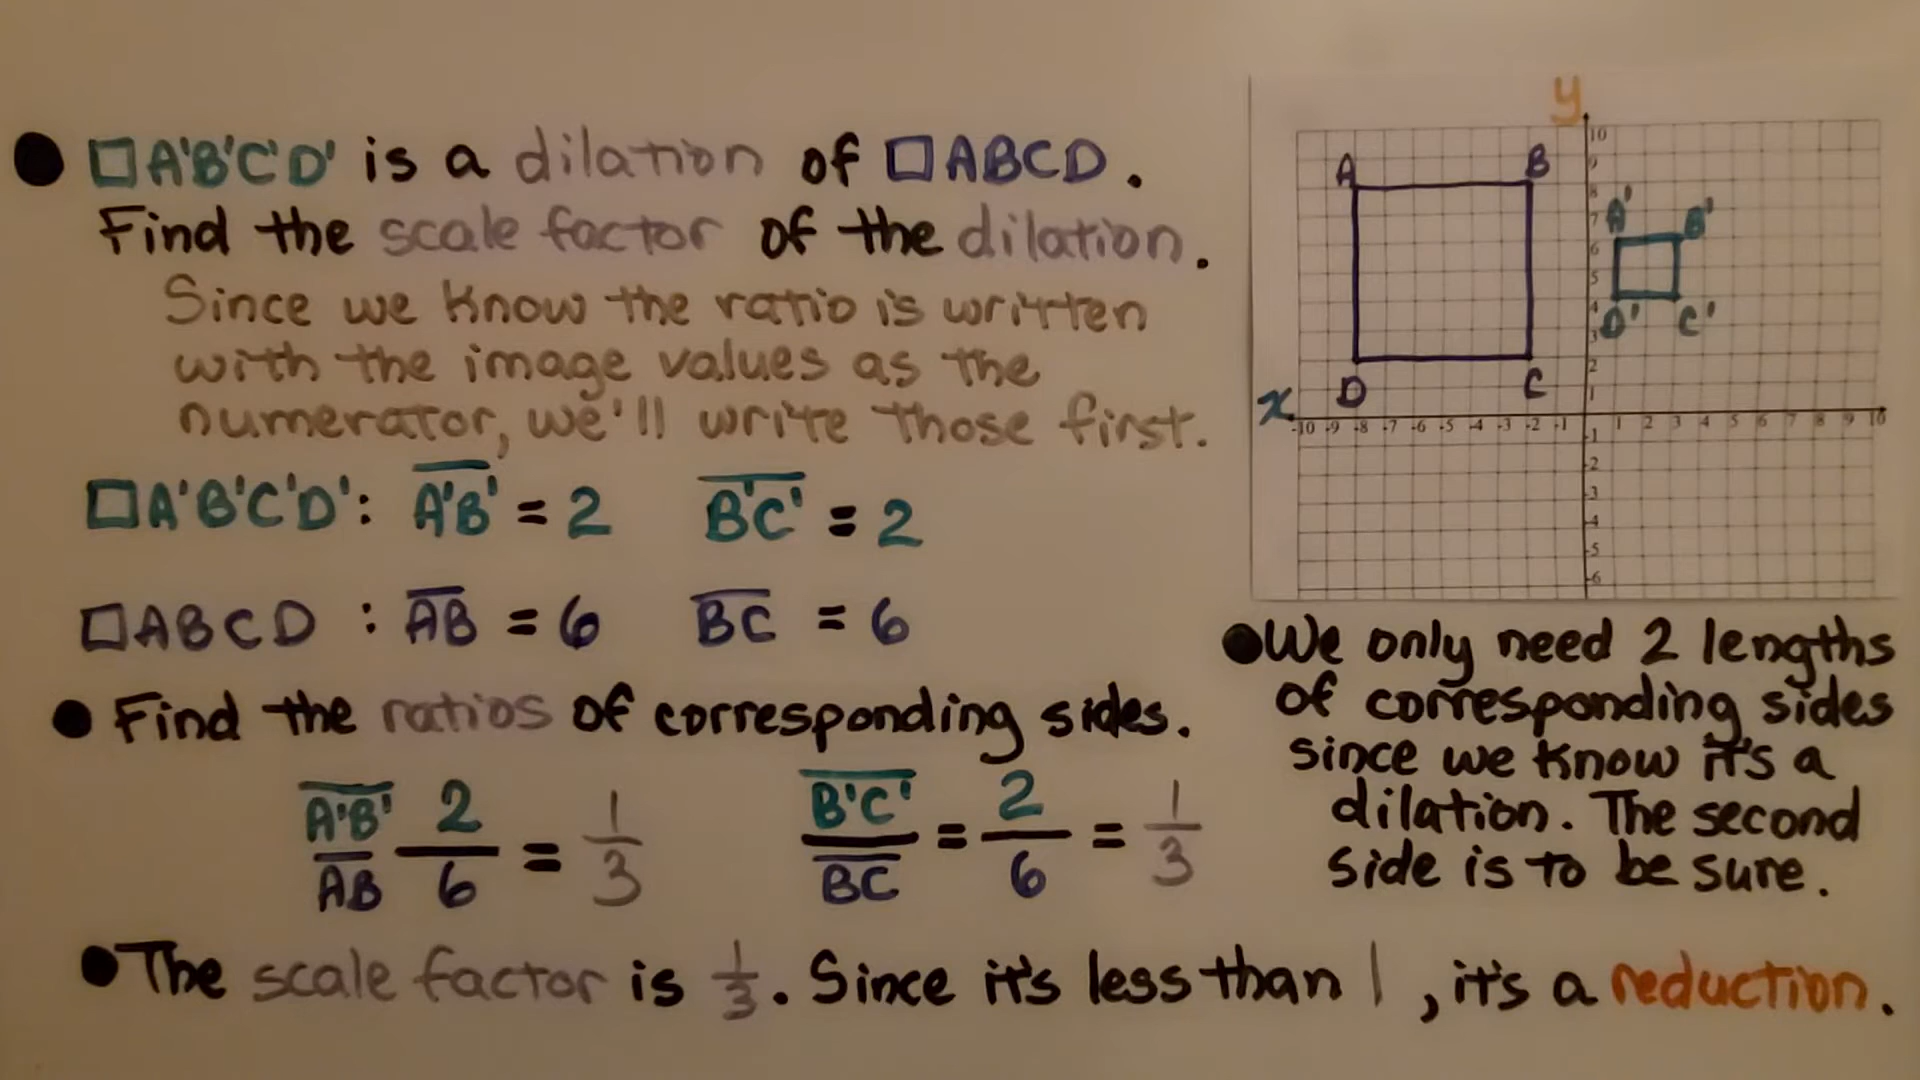 ● □A'B'C'D' is a dilation of □ABCD.
Find the scale factor of the dilation.
Since we know the ratio is written
with the image values as the
numerator, we'll write those first.
□A'B'C'D': A'B' = 2 B'C' = 2
□ABCD : AB = 6 BC = 6
● Find the ratios of corresponding sides.
A'B'/AB 2/6 = 1/3 B'C'/BC = 2/6 = 1/3
● The scale factor is 1/3. Since it's less than 1, it's a reduction.
y
10
9
8
7
6
5
4
3
2
1
A B
A' B'
D' C'
D C
x
-10 -9 -8 -7 -6 -5 -4 -3 -2 -1 1 2 3 4 5 6 7 8 9 10
-1
-2
-3
-4
-5
-6
● We only need 2 lengths
of corresponding sides
since we know it's a
dilation. The second
side is to be sure.